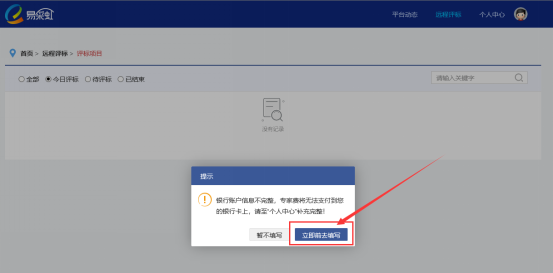 易采虹
平台动态
远程评标
个人中心
首页 > 远程评标 > 评标项目
全部 今日评标 待评标 已结束
请输入关键字
没有记录
提示
银行账户信息不完整，专家费将无法支付到您
的银行卡上，请至"个人中心"补充完整！
暂不填写
立即前去填写